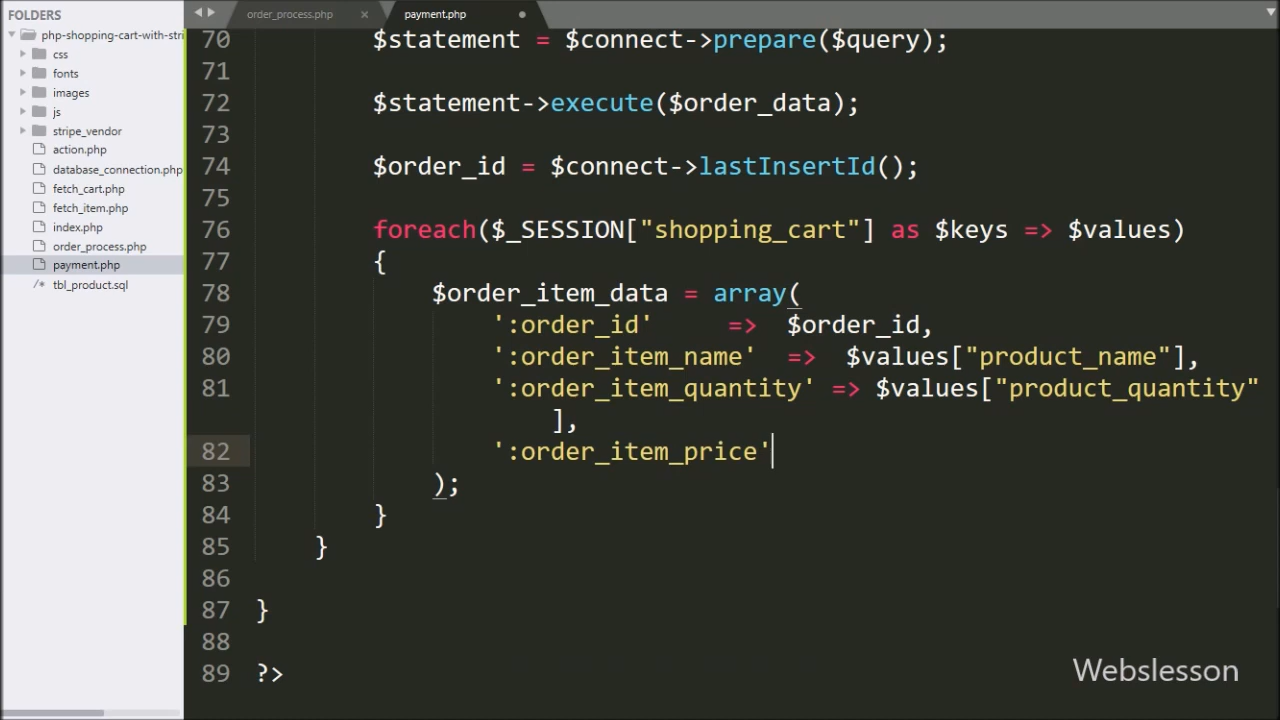 FOLDERS
php-shopping-cart-with-stri
css
fonts
images
js
stripe_vendor
action.php
database_connection.php
fetch_cart.php
fetch_item.php
index.php
order_process.php
payment.php
/* tbl_product.sql
order_process.php ×
payment.php
70 $statement = $connect->prepare($query);
71
72 $statement->execute($order_data);
73
74 $order_id = $connect->lastInsertId();
75
76 foreach($_SESSION["shopping_cart"] as $keys => $values)
77 {
78 $order_item_data = array(
79 ':order_id' => $order_id,
80 ':order_item_name' => $values["product_name"],
81 ':order_item_quantity' => $values["product_quantity"
],
82 ':order_item_price'
83 );
84 }
85 }
86
87 }
88
89 ?>
Webslesson